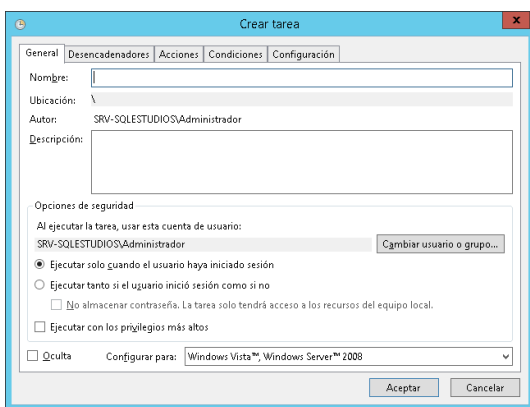 Crear tarea
x
General Desencadenadores Acciones Condiciones Configuración
Nombre:
Ubicación: \
Autor: SRV-SQLESTUDIOS\Administrador
Descripción:
Opciones de seguridad
Al ejecutar la tarea, usar esta cuenta de usuario:
SRV-SQLESTUDIOS\Administrador Cambiar usuario o grupo...
Ejecutar solo cuando el usuario haya iniciado sesión
Ejecutar tanto si el usuario inició sesión como si no
No almacenar contraseña. La tarea solo tendrá acceso a los recursos del equipo local.
Ejecutar con los privilegios más altos
Oculta Configurar para: Windows Vista™, Windows Server™ 2008
Aceptar Cancelar